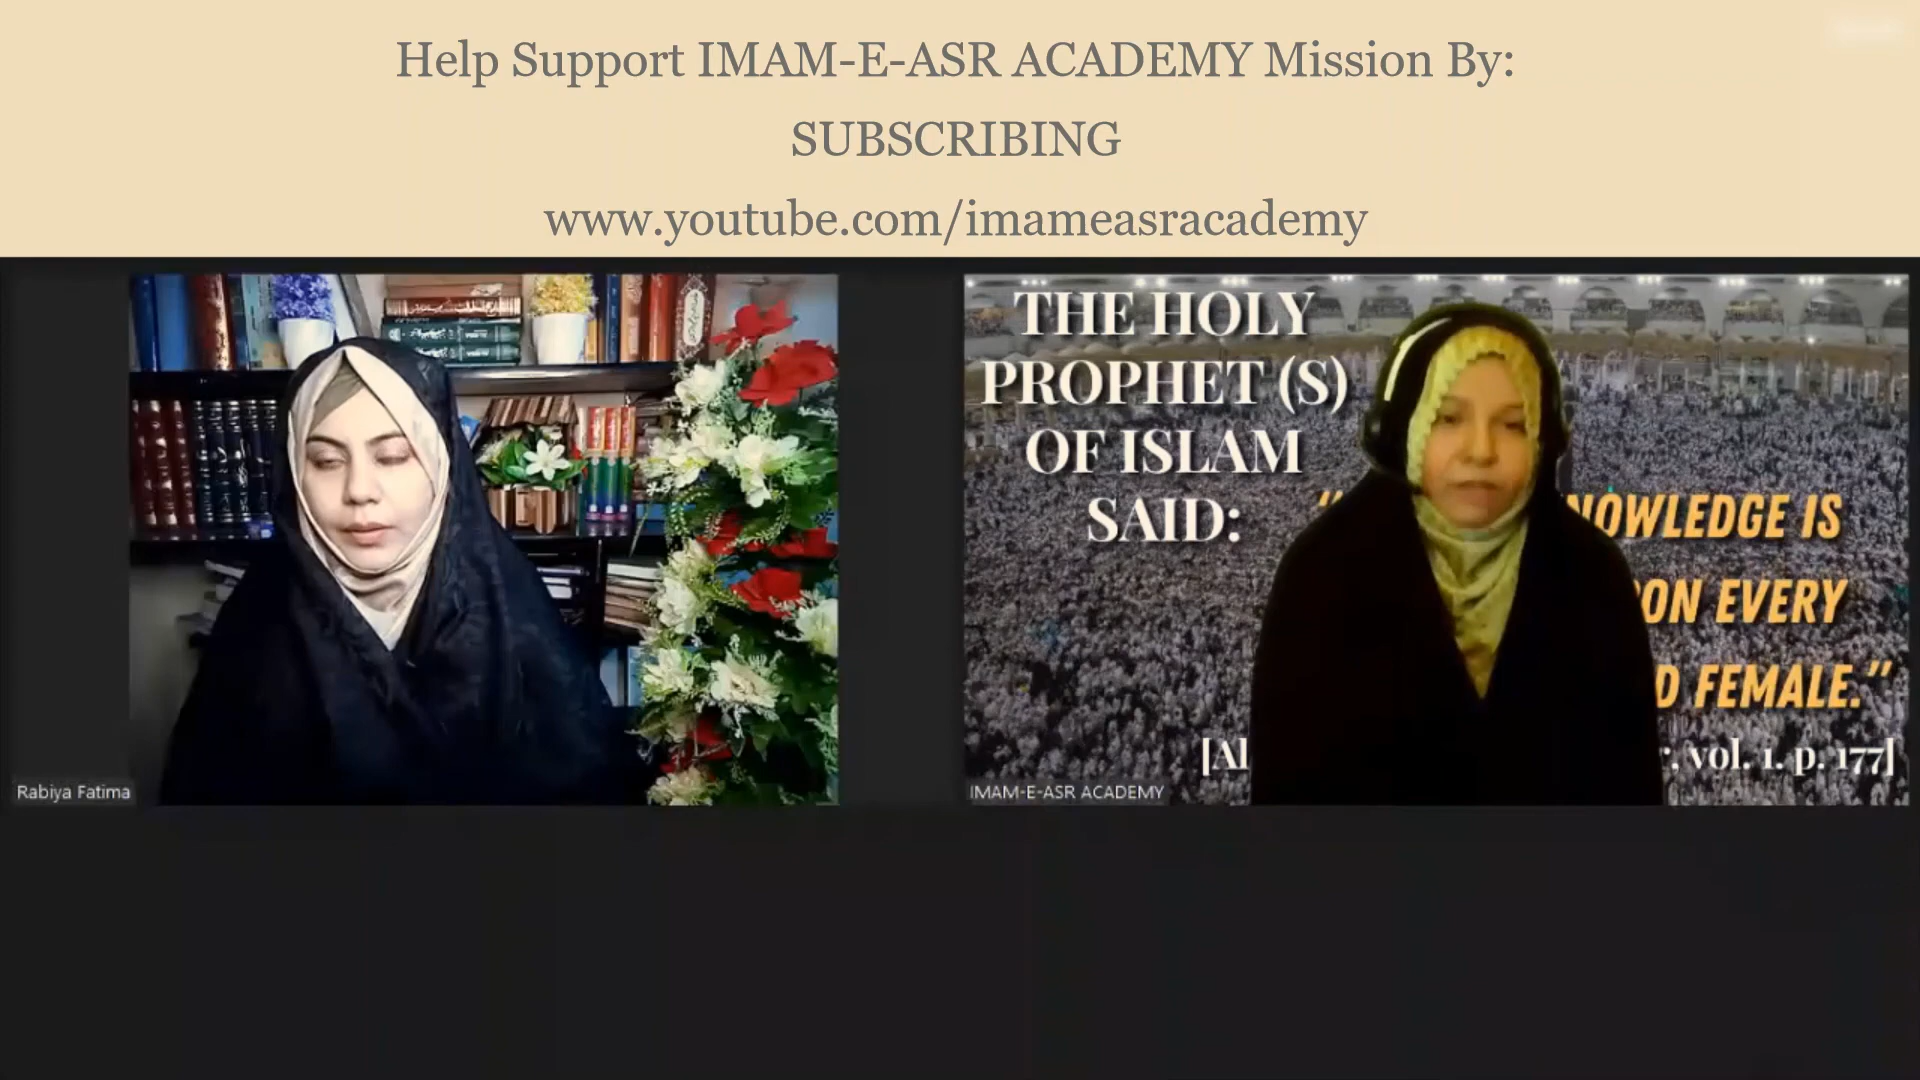 Help Support IMAM-E-ASR ACADEMY Mission By:
SUBSCRIBING
www.youtube.com/imameasracademy
THE HOLY
PROPHET (S)
OF ISLAM
SAID:
"
NOWLEDGE IS
ON EVERY
D FEMALE."
[Al
, vol. 1. p. 177]
Rabiya Fatima
IMAM-E-ASR ACADEMY